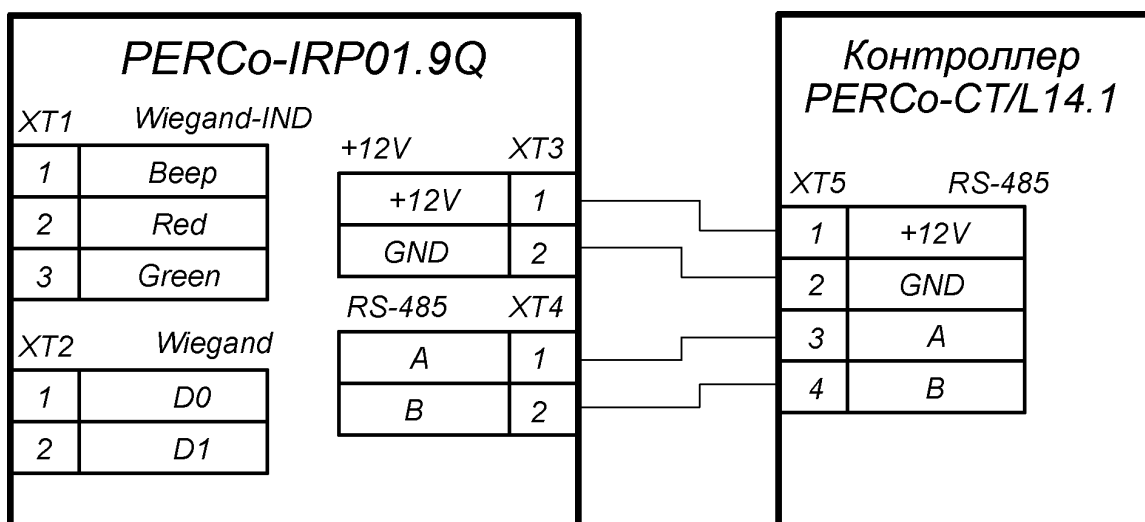 PERCo-IRP01.9Q
XT1 Wiegand-IND
1 Beep
2 Red
3 Green
XT2 Wiegand
1 D0
2 D1
+12V XT3
+12V 1
GND 2
RS-485 XT4
A 1
B 2
Контроллер
PERCo-CT/L14.1
XT5 RS-485
1 +12V
2 GND
3 A
4 B